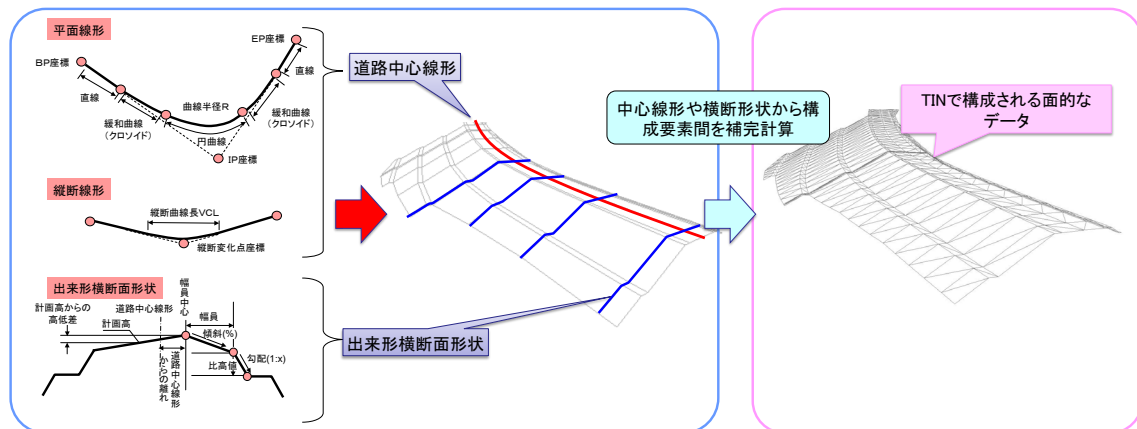 平面線形
BP座標
EP座標
直線
緩和曲線
(クロソイド)
曲線半径R
円曲線
IP座標
緩和曲線
(クロソイド)
直線
縦断線形
縦断曲線長VCL
縦断変化点座標
出来形横断面形状
計画高からの
高低差
道路中心線形
計画高
幅員中心
幅員
傾斜(%)
勾配(1:x)
比高値
道路中心線形
からの離れ
道路中心線形
出来形横断面形状
中心線形や横断形状から構
成要素間を補完計算
TINで構成される面的な
データ